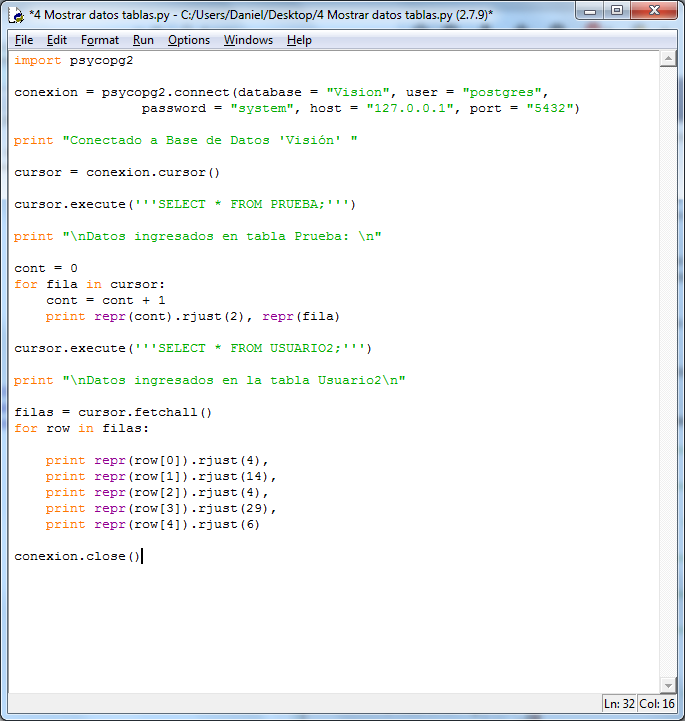 *4 Mostrar datos tablas.py - C:/Users/Daniel/Desktop/4 Mostrar datos tablas.py (2.7.9)*
File Edit Format Run Options Windows Help
import psycopg2
conexion = psycopg2.connect(database = "Vision", user = "postgres",
                password = "system", host = "127.0.0.1", port = "5432")
print "Conectado a Base de Datos 'Visión' "
cursor = conexion.cursor()
cursor.execute('''SELECT * FROM PRUEBA;''')
print "\nDatos ingresados en tabla Prueba: \n"
cont = 0
for fila in cursor:
    cont = cont + 1
    print repr(cont).rjust(2), repr(fila)
cursor.execute('''SELECT * FROM USUARIO2;''')
print "\nDatos ingresados en la tabla Usuario2\n"
filas = cursor.fetchall()
for row in filas:
    print repr(row[0]).rjust(4),
    print repr(row[1]).rjust(14),
    print repr(row[2]).rjust(4),
    print repr(row[3]).rjust(29),
    print repr(row[4]).rjust(6)
conexion.close()
Ln: 32 Col: 16